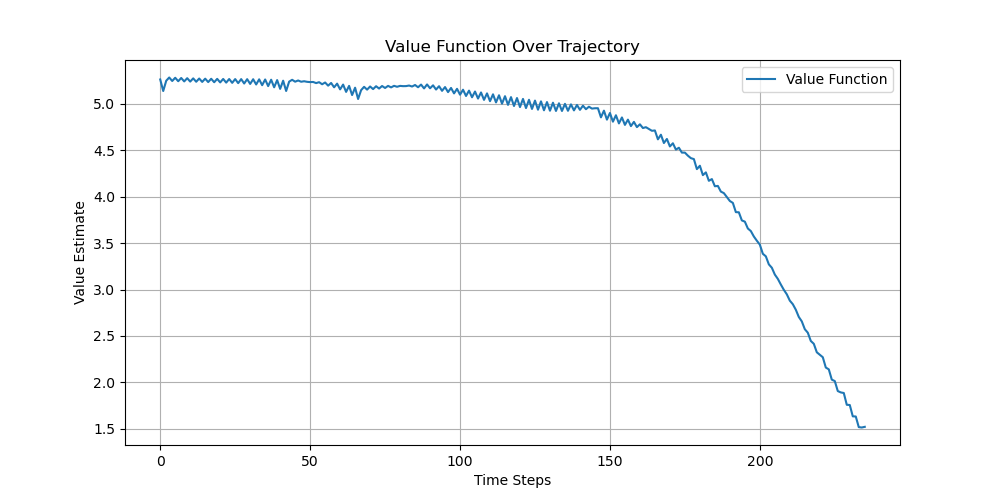 Value Function Over Trajectory
Value Function
5.0
4.5
4.0
3.5
3.0
2.5
2.0
1.5
Value Estimate
0 50 100 150 200
Time Steps